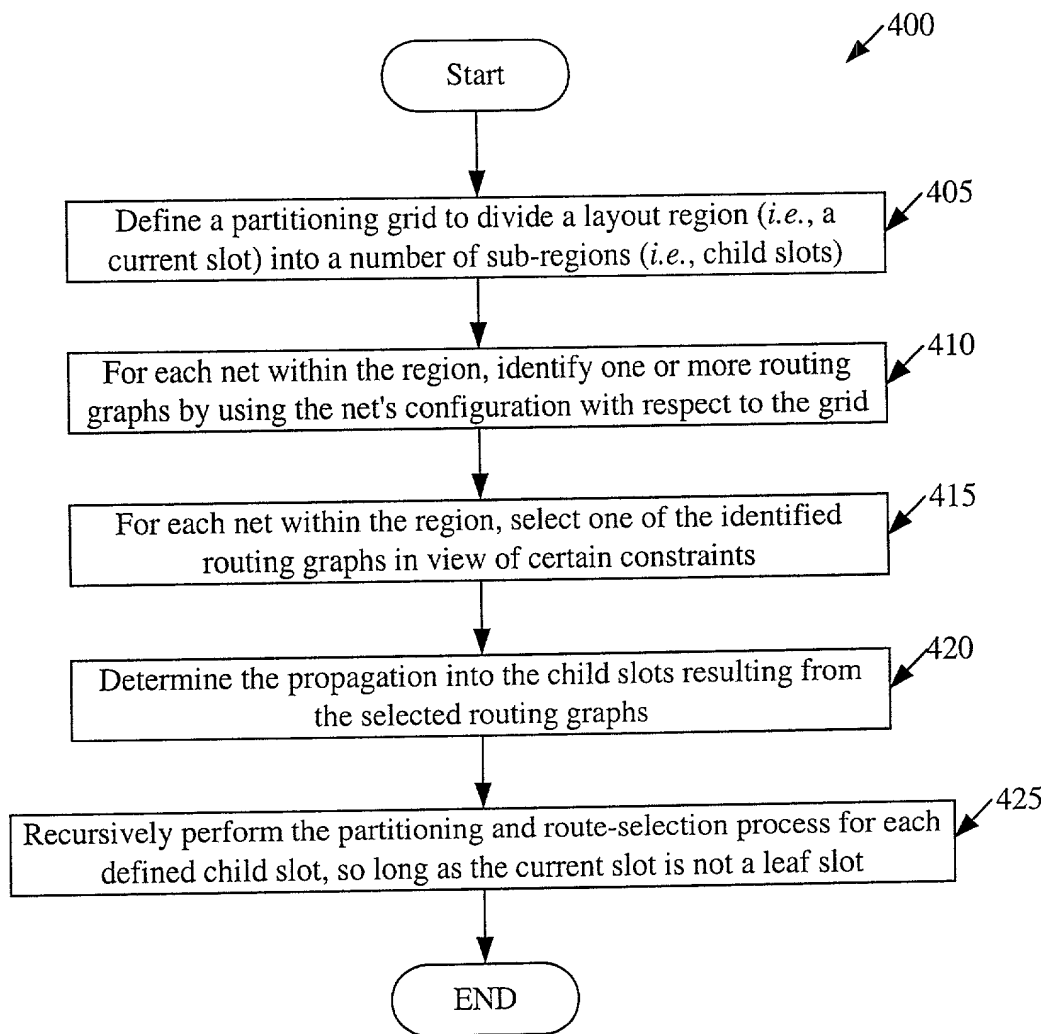 400
Start
405
Define a partitioning grid to divide a layout region (i.e., a
current slot) into a number of sub-regions (i.e., child slots)
410
For each net within the region, identify one or more routing
graphs by using the net's configuration with respect to the grid
415
For each net within the region, select one of the identified
routing graphs in view of certain constraints
420
Determine the propagation into the child slots resulting from
the selected routing graphs
425
Recursively perform the partitioning and route-selection process for each
defined child slot, so long as the current slot is not a leaf slot
END